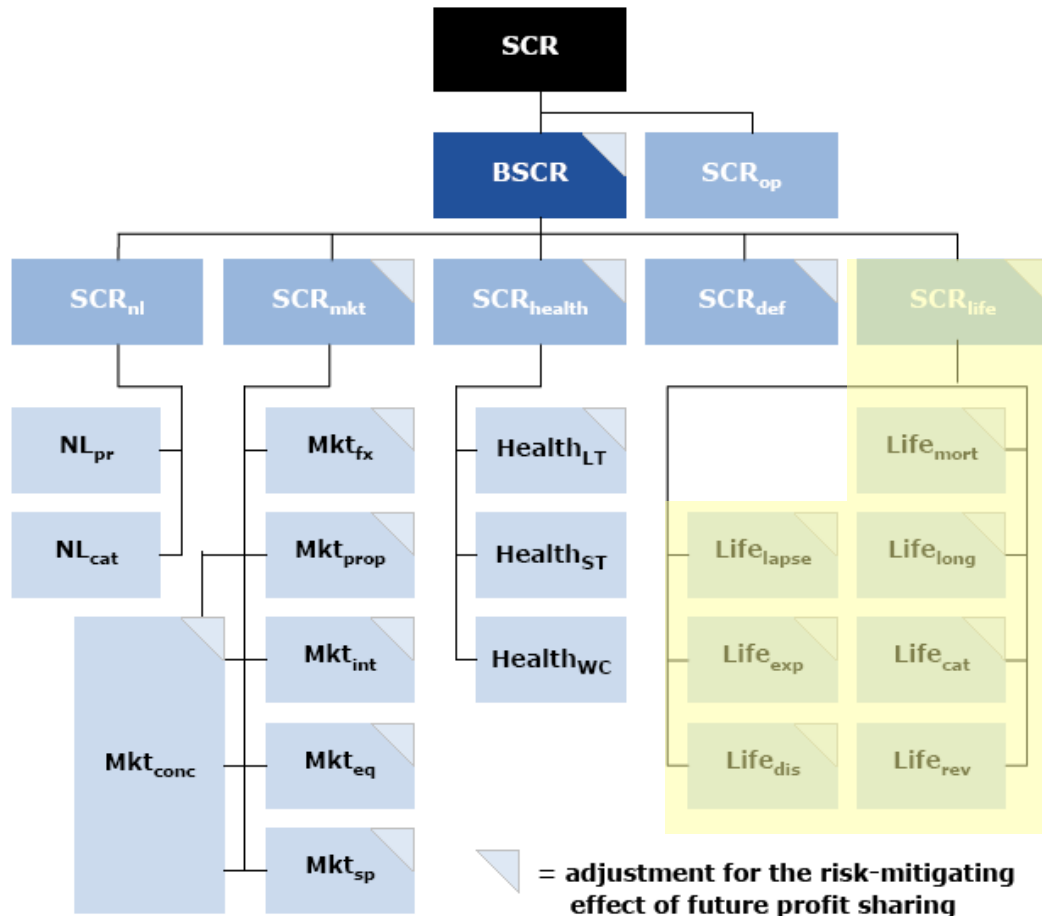 SCR
BSCR
SCRop
SCRnl
SCRmkt
SCRhealth
SCRdef
SCRlife
NLpr
Mktfx
HealthLT
Lifemort
NLcat
Mktprop
HealthST
Lifelapse
Lifelong
Mktconc
Mktint
HealthWC
Lifeexp
Lifecat
Mkteq
Lifedis
Liferev
Mktsp
= adjustment for the risk-mitigating
effect of future profit sharing